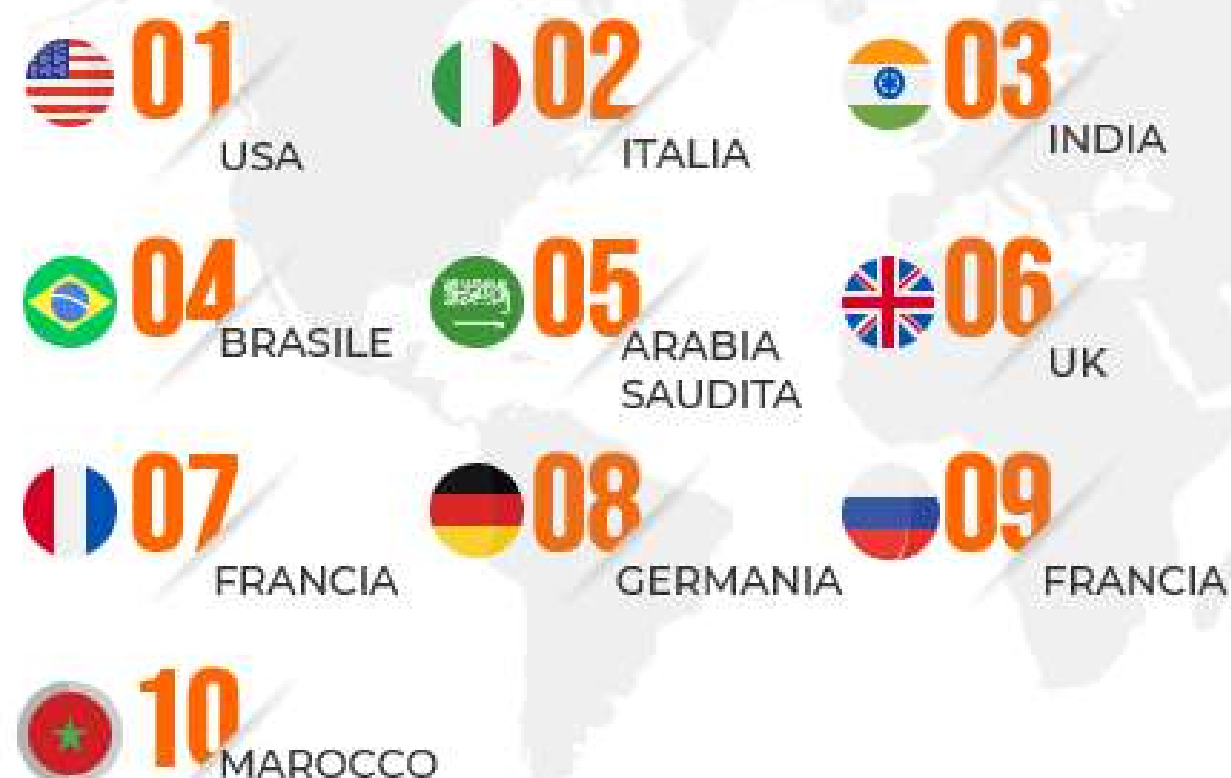 01
USA
02
ITALIA
03
INDIA
04
BRASILE
05
ARABIA
SAUDITA
06
UK
07
FRANCIA
08
GERMANIA
09
FRANCIA
10
MAROCCO